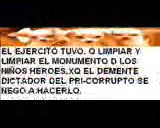 EL EJERCITÓ TUVO. Q LIMPIAR Y
LIMPIAR EL MONUMENTO D LOS
NIÑOS HEROES,XQ EL DEMENTE
DICTADOR DEL PRI-CORRUPTO SE
NEGO A HACERLO.